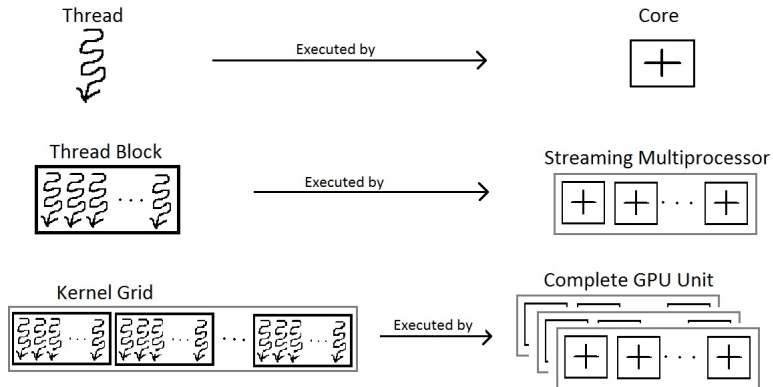 Thread
Executed by
Core
Thread Block
Executed by
Streaming Multiprocessor
Kernel Grid
Executed by
Complete GPU Unit